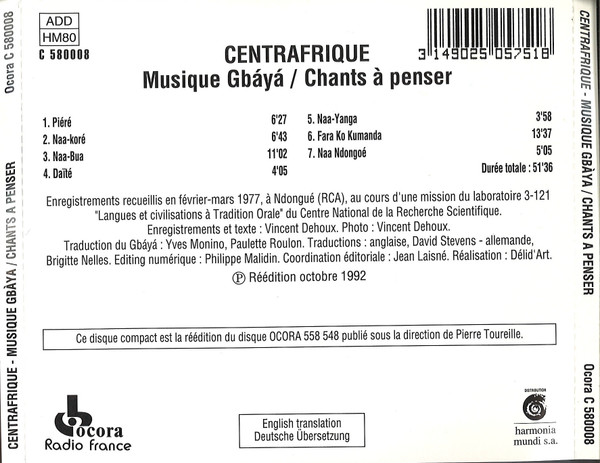 Ocora C 580008
CENTRAFRIQUE - MUSIQUE GBÀYA / CHANTS A PENSER
ADD
HM80
C 580008
CENTRAFRIQUE
Musique Gbáyá / Chants à penser
3 149025 057518
1. Piéré 6'27
2. Naa-koré 6'43
3. Naa-Bua 11'02
4. Daïté 4'05
5. Naa-Yanga 3'58
6. Fara Ko Kumanda 13'37
7. Naa Ndongoé 5'05
Durée totale : 51'36
Enregistrements recueillis en février-mars 1977, à Ndongué (RCA), au cours d'une mission du laboratoire 3-121
"Langues et civilisations à Tradition Orale" du Centre National de la Recherche Scientifique.
Enregistrements et texte : Vincent Dehoux. Photo : Vincent Dehoux.
Traduction du Gbáyá : Yves Monino, Paulette Roulon. Traductions : anglaise, David Stevens - allemande,
Brigitte Nelles. Editing numérique : Philippe Malidin. Coordination éditoriale : Jean Laisné. Réalisation : Délid'Art.
℗ Réédition octobre 1992
Ce disque compact est la réédition du disque OCORA 558 548 publié sous la direction de Pierre Toureille.
ocora
Radio france
English translation
Deutsche Übersetzung
DISTRIBUTION
harmonia
mundi s.a.
CENTRAFRIQUE - MUSIQUE GBÀYA / CHANTS A PENSER
Ocora C 580008